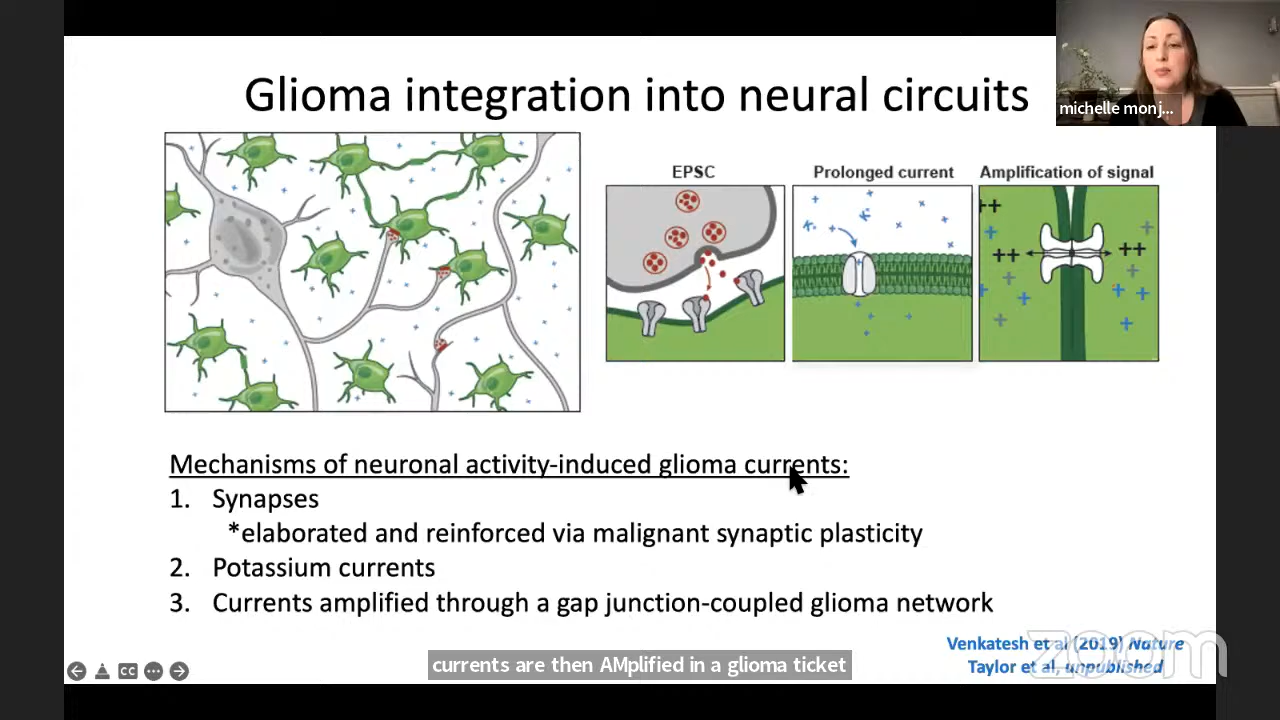 Glioma integration into neural circuits
michelle monj...
EPSC
Prolonged current
Amplification of signal
K⁺
K⁺
++
++
++
Mechanisms of neuronal activity-induced glioma currents:
1. Synapses
*elaborated and reinforced via malignant synaptic plasticity
2. Potassium currents
3. Currents amplified through a gap junction-coupled glioma network
Venkatesh et al (2019) Nature
Taylor et al, unpublished
zoom
CC
currents are then AMplified in a glioma ticket